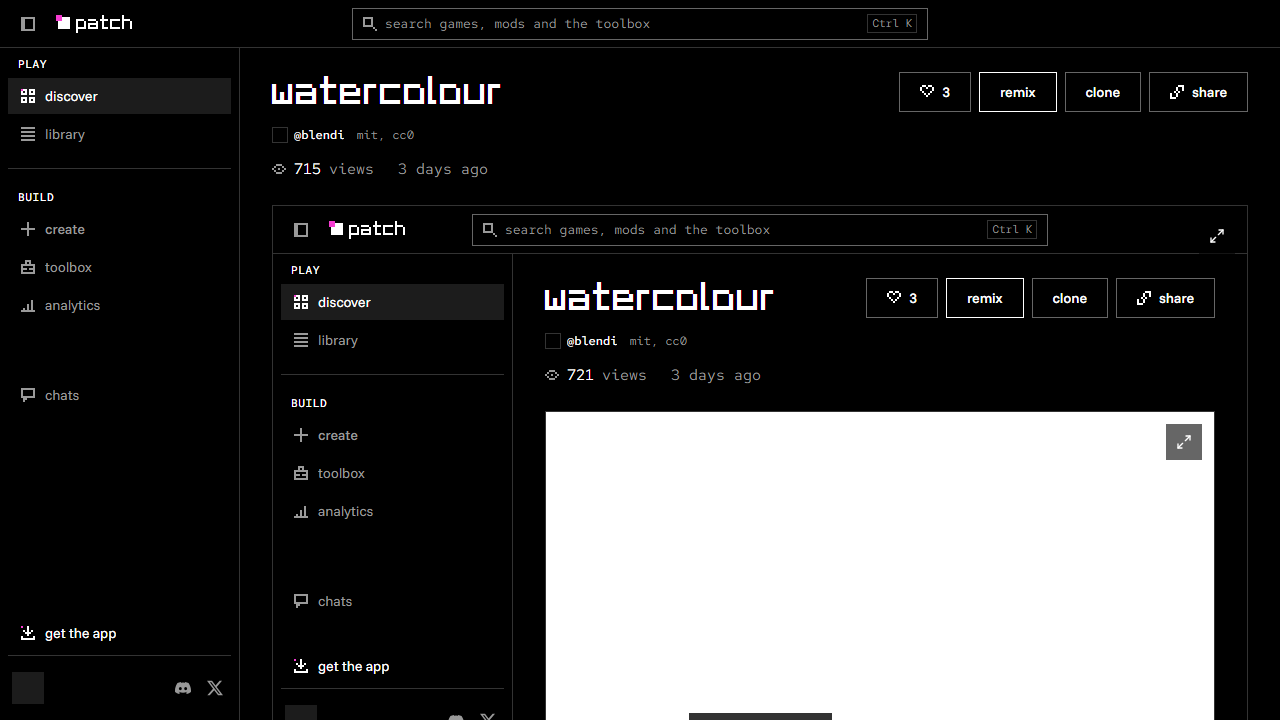 patch
search games, mods and the toolbox
Ctrl K
PLAY
discover
library
BUILD
create
toolbox
analytics
chats
get the app
watercolour
3
remix
clone
share
@blendi mit, cc0
715 views 3 days ago
patch
search games, mods and the toolbox
Ctrl K
PLAY
discover
library
BUILD
create
toolbox
analytics
chats
get the app
watercolour
3
remix
clone
share
@blendi mit, cc0
721 views 3 days ago